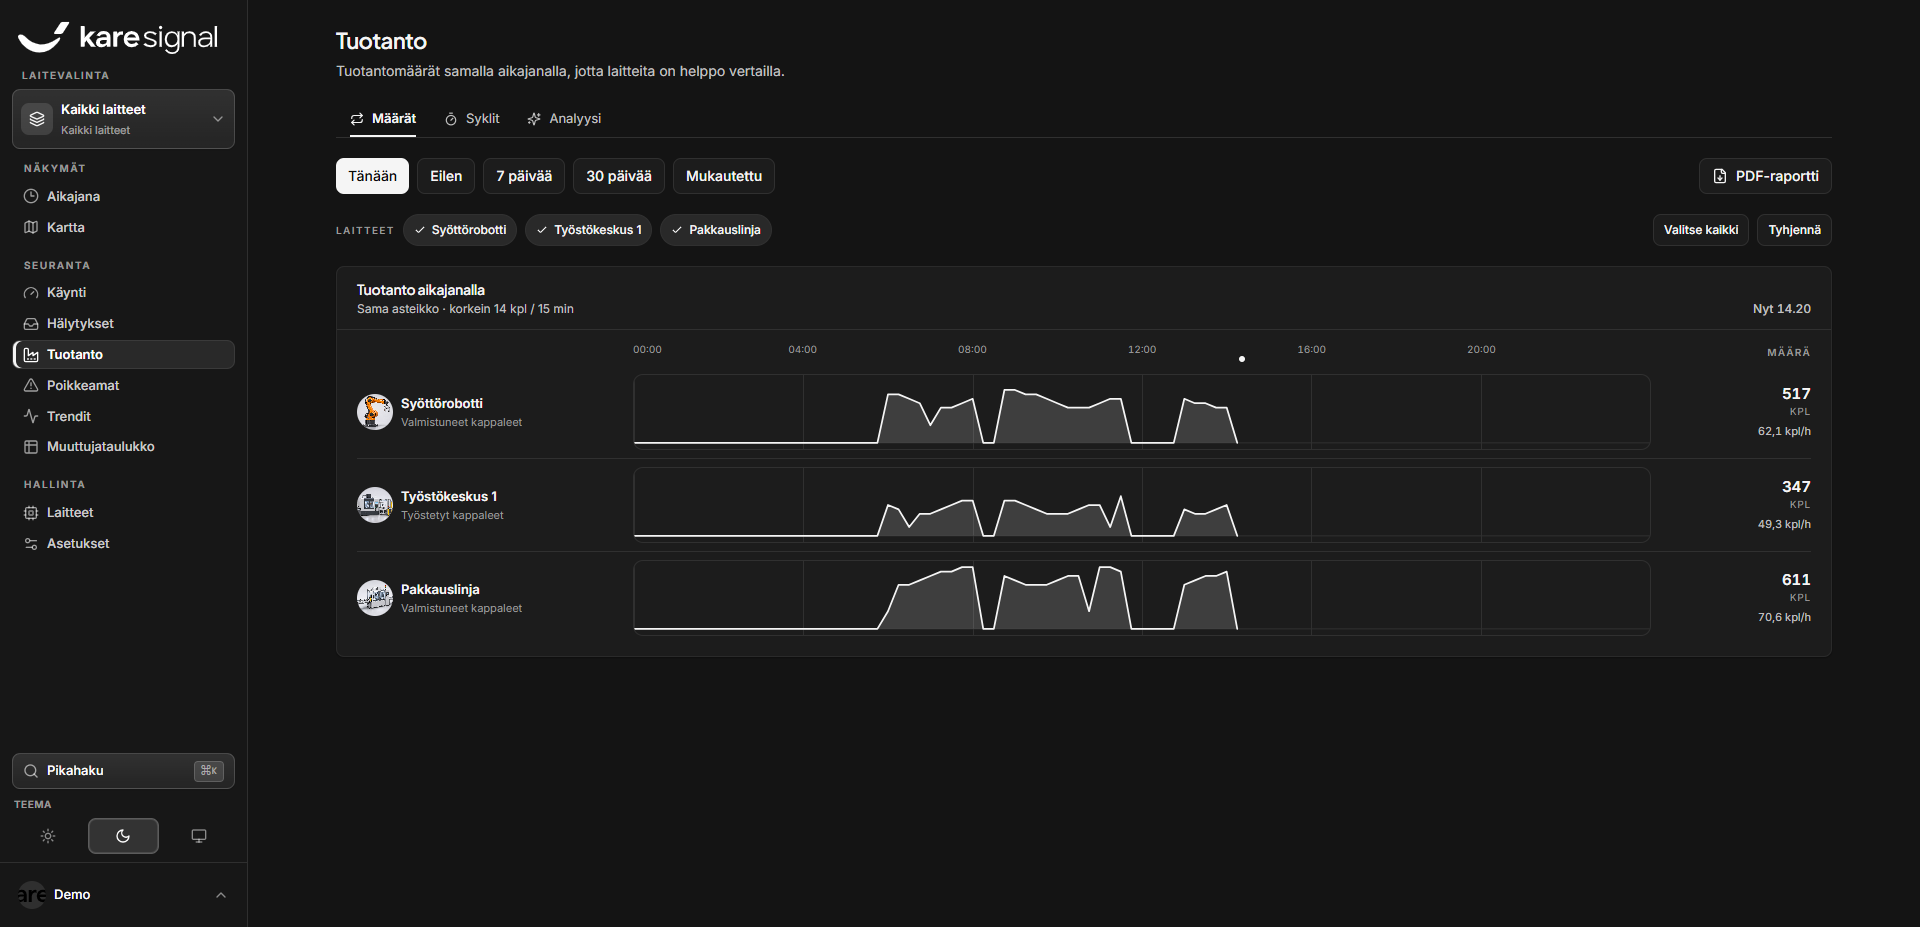 kare signal
LAITEVALINTA
Kaikki laitteet
Kaikki laitteet
NÄKYMÄT
Aikajana
Kartta
SEURANTA
Käynti
Hälytykset
Tuotanto
Poikkeamat
Trendit
Muuttujataulukko
HALLINTA
Laitteet
Asetukset
Pikahaku
⌘K
TEEMA
are
Demo
Tuotanto
Tuotantomäärät samalla aikajanalla, jotta laitteita on helppo vertailla.
Määrät
Syklit
Analyysi
Tänään
Eilen
7 päivää
30 päivää
Mukautettu
PDF-raportti
LAITTEET
Syöttörobotti
Työstökeskus 1
Pakkauslinja
Valitse kaikki
Tyhjennä
Tuotanto aikajanalla
Sama asteikko · korkein 14 kpl / 15 min
Nyt 14.20
00:00
04:00
08:00
12:00
16:00
20:00
MÄÄRÄ
Syöttörobotti
Valmistuneet kappaleet
517
KPL
62,1 kpl/h
Työstökeskus 1
Työstetyt kappaleet
347
KPL
49,3 kpl/h
Pakkauslinja
Valmistuneet kappaleet
611
KPL
70,6 kpl/h